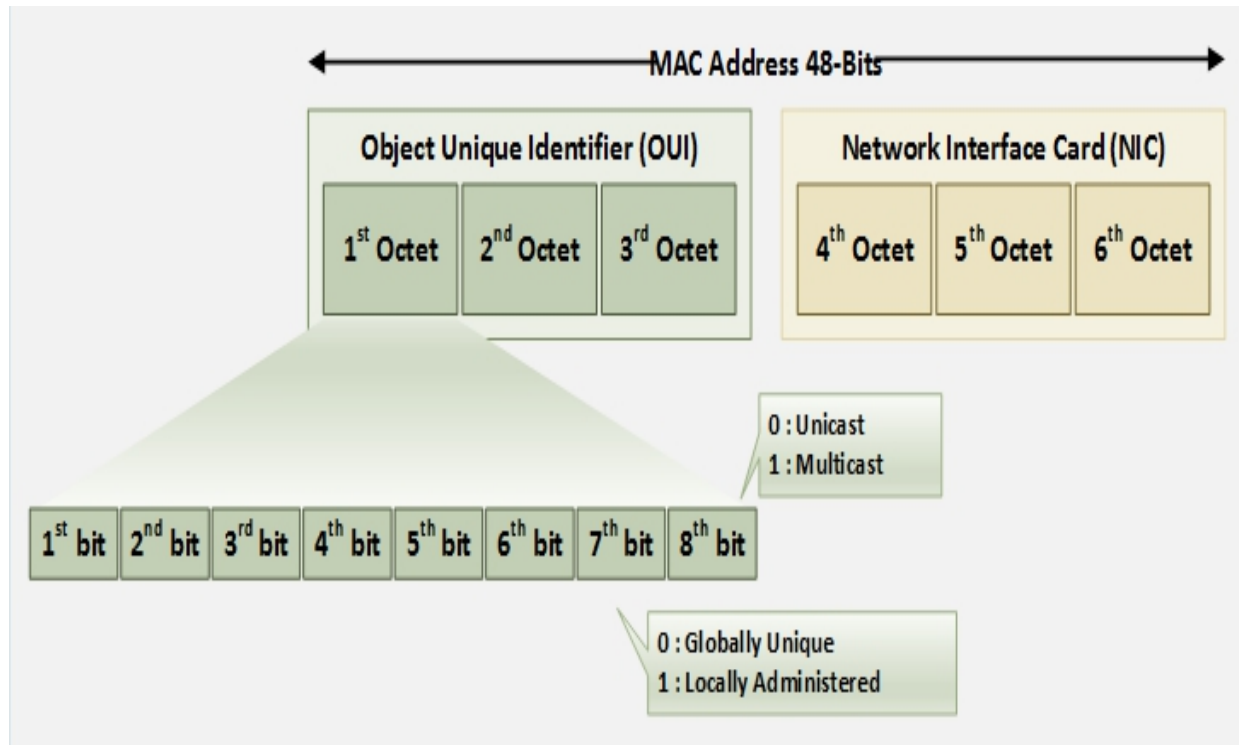 MAC Address 48-Bits
Object Unique Identifier (OUI)
Network Interface Card (NIC)
1st Octet
2nd Octet
3rd Octet
4th Octet
5th Octet
6th Octet
0 : Unicast
1 : Multicast
1st bit
2nd bit
3rd bit
4th bit
5th bit
6th bit
7th bit
8th bit
0 : Globally Unique
1 : Locally Administered